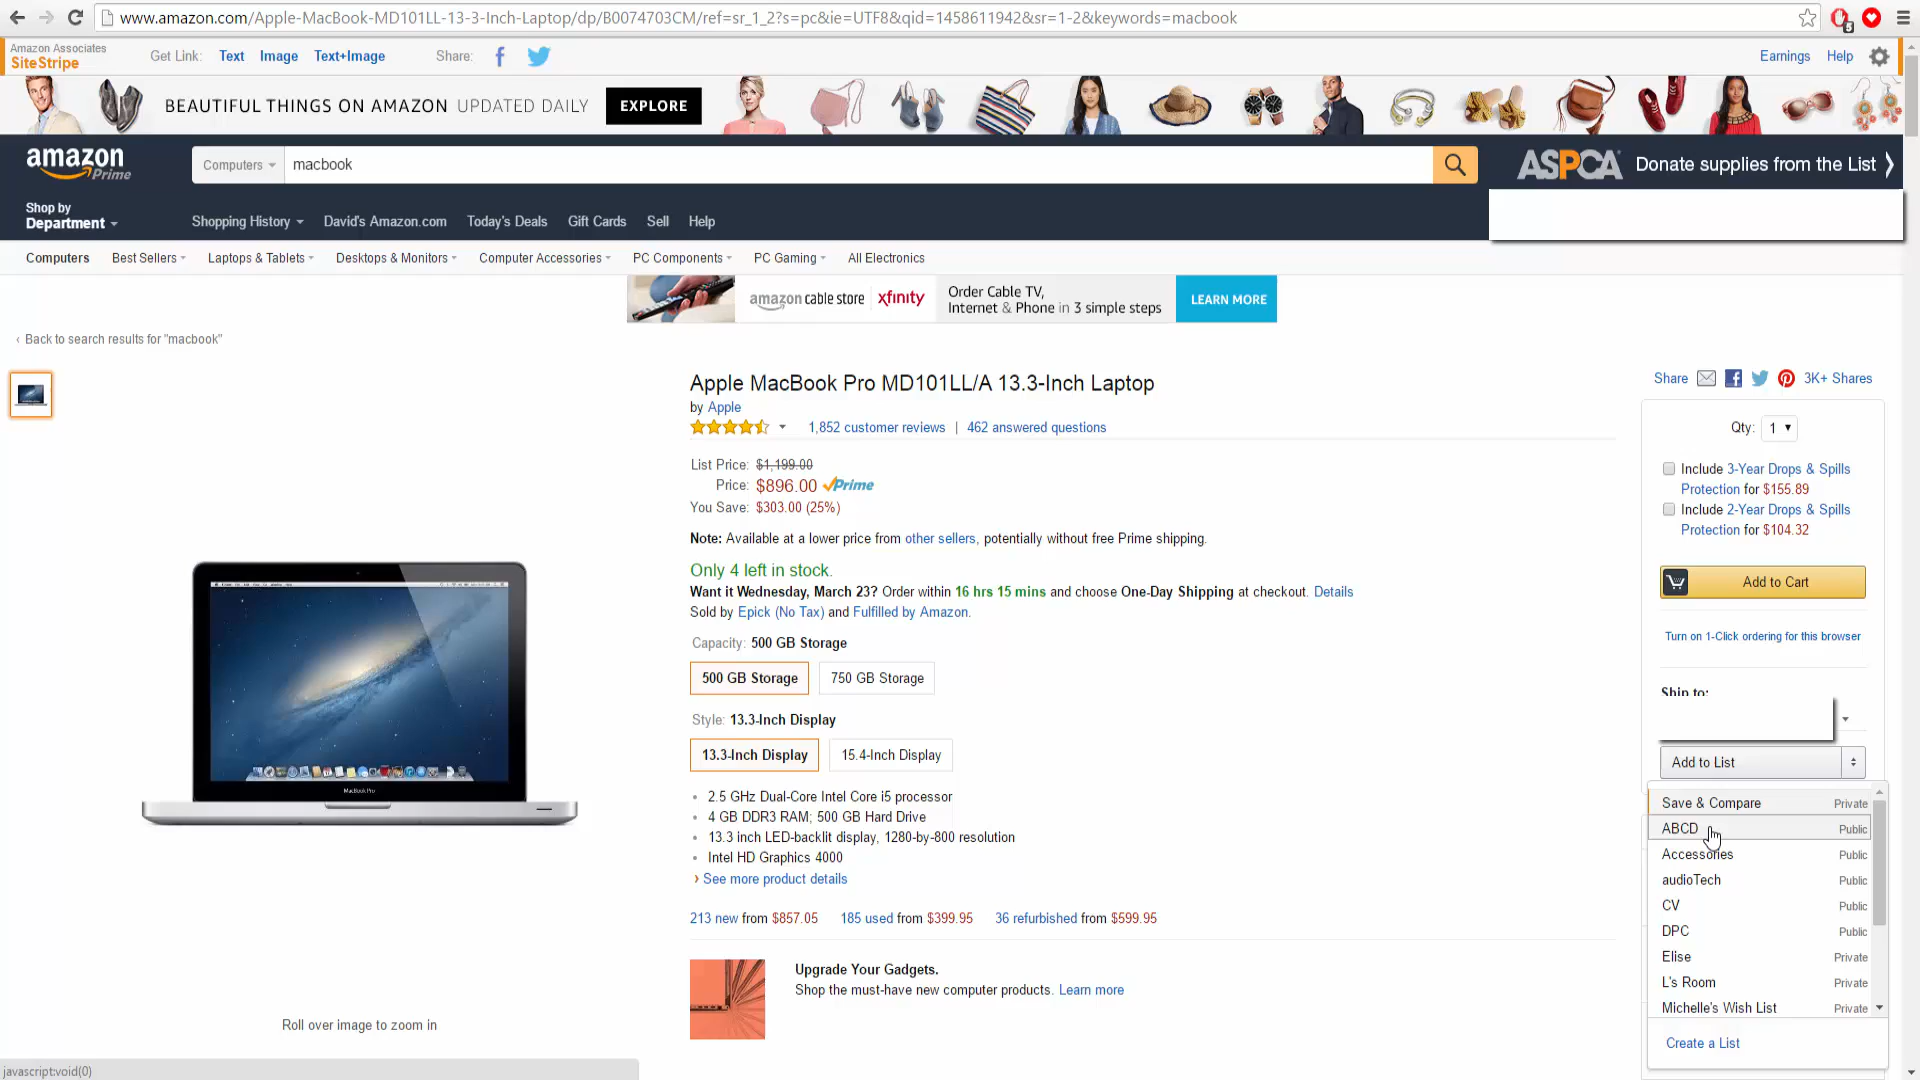 www.amazon.com/Apple-MacBook-MD101LL-13-3-Inch-Laptop/dp/B0074703CM/ref=sr_1_2?s=pc&ie=UTF8&qid=1458611942&sr=1-2&keywords=macbook
5
Amazon Associates
SiteStripe
Get Link: Text Image Text+Image Share:
Earnings Help
BEAUTIFUL THINGS ON AMAZON UPDATED DAILY EXPLORE
amazon Prime
Computers macbook
ASPCA Donate supplies from the List
Shop by
Department
Shopping History David's Amazon.com Today's Deals Gift Cards Sell Help
Computers Best Sellers Laptops & Tablets Desktops & Monitors Computer Accessories PC Components PC Gaming All Electronics
amazon cable store xfinity
Order Cable TV,
Internet & Phone in 3 simple steps
LEARN MORE
‹ Back to search results for "macbook"
Apple MacBook Pro MD101LL/A 13.3-Inch Laptop
by Apple
1,852 customer reviews | 462 answered questions
List Price: $1,199.00
Price: $896.00 Prime
You Save: $303.00 (25%)
Note: Available at a lower price from other sellers, potentially without free Prime shipping.
Only 4 left in stock.
Want it Wednesday, March 23? Order within 16 hrs 15 mins and choose One-Day Shipping at checkout. Details
Sold by Epick (No Tax) and Fulfilled by Amazon.
Capacity: 500 GB Storage
500 GB Storage 750 GB Storage
Style: 13.3-Inch Display
13.3-Inch Display 15.4-Inch Display
• 2.5 GHz Dual-Core Intel Core i5 processor
• 4 GB DDR3 RAM; 500 GB Hard Drive
• 13.3 inch LED-backlit display, 1280-by-800 resolution
• Intel HD Graphics 4000
› See more product details
213 new from $857.05 185 used from $399.95 36 refurbished from $599.95
Upgrade Your Gadgets.
Shop the must-have new computer products. Learn more
MacBook Pro
Roll over image to zoom in
Share 3K+ Shares
Qty: 1
Include 3-Year Drops & Spills
Protection for $155.89
Include 2-Year Drops & Spills
Protection for $104.32
Add to Cart
Turn on 1-Click ordering for this browser
Ship to:
Add to List
Save & Compare Private
ABCD Public
Accessories Public
audioTech Public
CV Public
DPC Public
Elise Private
L's Room Private
Michelle's Wish List Private
Create a List
javascript:void(0)